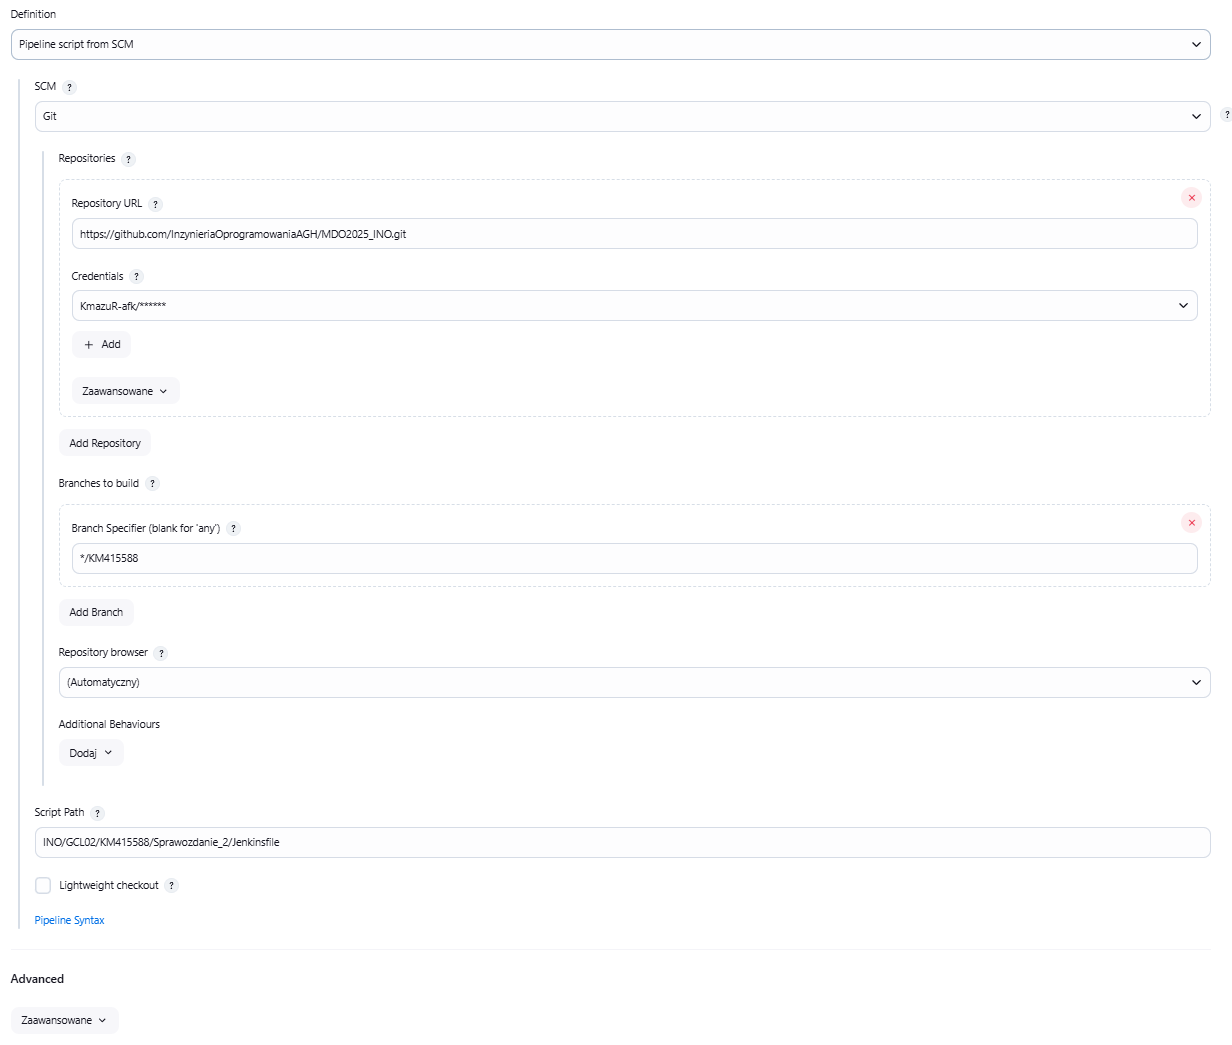 Definition
Pipeline script from SCM
SCM ?
Git
?
Repositories ?
Repository URL ?
https://github.com/InzynieriaOprogramowaniaAGH/MDO2025_INO.git
Credentials ?
KmazuR-afk/******
+ Add
Zaawansowane
Add Repository
Branches to build ?
Branch Specifier (blank for 'any') ?
*/KM415588
Add Branch
Repository browser ?
(Automatyczny)
Additional Behaviours
Dodaj
Script Path ?
INO/GCL02/KM415588/Sprawozdanie_2/Jenkinsfile
Lightweight checkout ?
Pipeline Syntax
Advanced
Zaawansowane